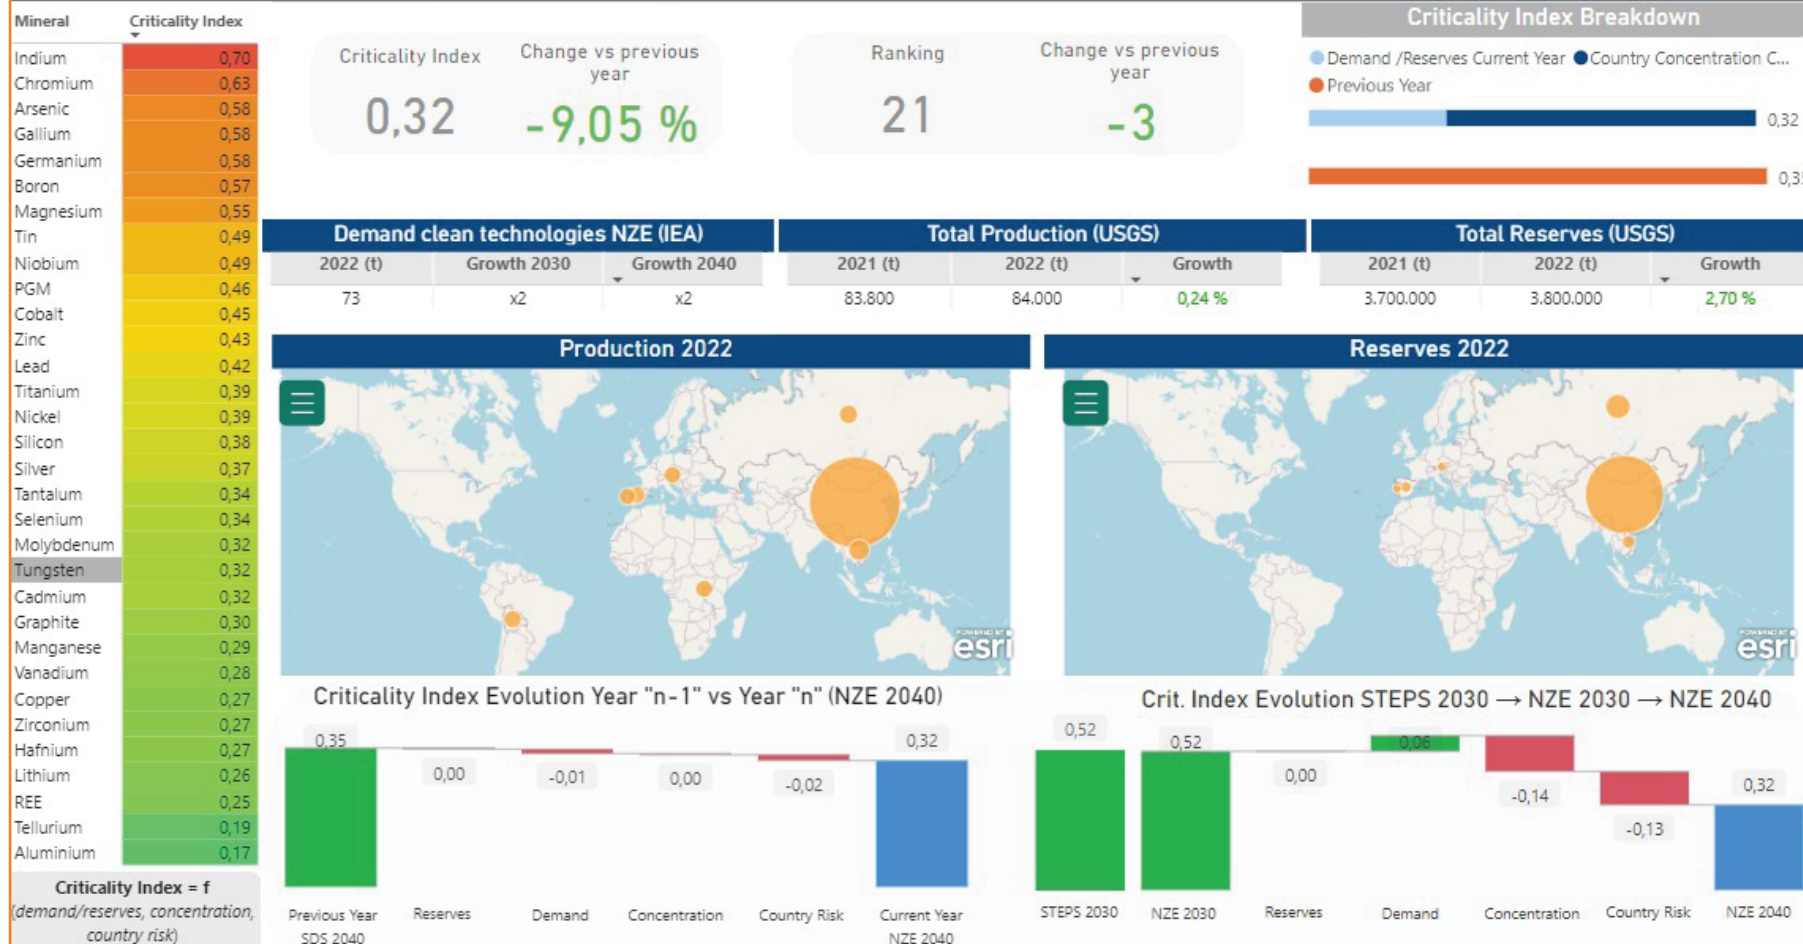 Mineral Criticality Index
Indium 0,70
Chromium 0,63
Arsenic 0,58
Gallium 0,58
Germanium 0,58
Boron 0,57
Magnesium 0,55
Tin 0,49
Niobium 0,49
PGM 0,46
Cobalt 0,45
Zinc 0,43
Lead 0,42
Titanium 0,39
Nickel 0,39
Silicon 0,38
Silver 0,37
Tantalum 0,34
Selenium 0,34
Molybdenum 0,32
Tungsten 0,32
Cadmium 0,32
Graphite 0,30
Manganese 0,29
Vanadium 0,28
Copper 0,27
Zirconium 0,27
Hafnium 0,27
Lithium 0,26
REE 0,25
Tellurium 0,19
Aluminium 0,17
Criticality Index = f
(demand/reserves, concentration,
country risk)
Criticality Index
0,32
Change vs previous
year
-9,05 %
Ranking
21
Change vs previous
year
-3
Criticality Index Breakdown
Demand /Reserves Current Year Country Concentration C...
Previous Year
0,32
Demand clean technologies NZE (IEA)
2022 (t) Growth 2030 Growth 2040
73 x2 x2
Total Production (USGS)
2021 (t) 2022 (t) Growth
83.800 84.000 0,24 %
Total Reserves (USGS)
2021 (t) 2022 (t) Growth
3.700.000 3.800.000 2,70 %
Production 2022
POWERED BY
esri
Reserves 2022
POWERED BY
esri
Criticality Index Evolution Year "n-1" vs Year "n" (NZE 2040)
0,35
0,00
-0,01
0,00
-0,02
0,32
Previous Year
SDS 2040
Reserves
Demand
Concentration
Country Risk
Current Year
NZE 2040
Crit. Index Evolution STEPS 2030 → NZE 2030 → NZE 2040
0,52
0,52
0,00
0,06
-0,14
-0,13
0,32
STEPS 2030
NZE 2030
Reserves
Demand
Concentration
Country Risk
NZE 2040